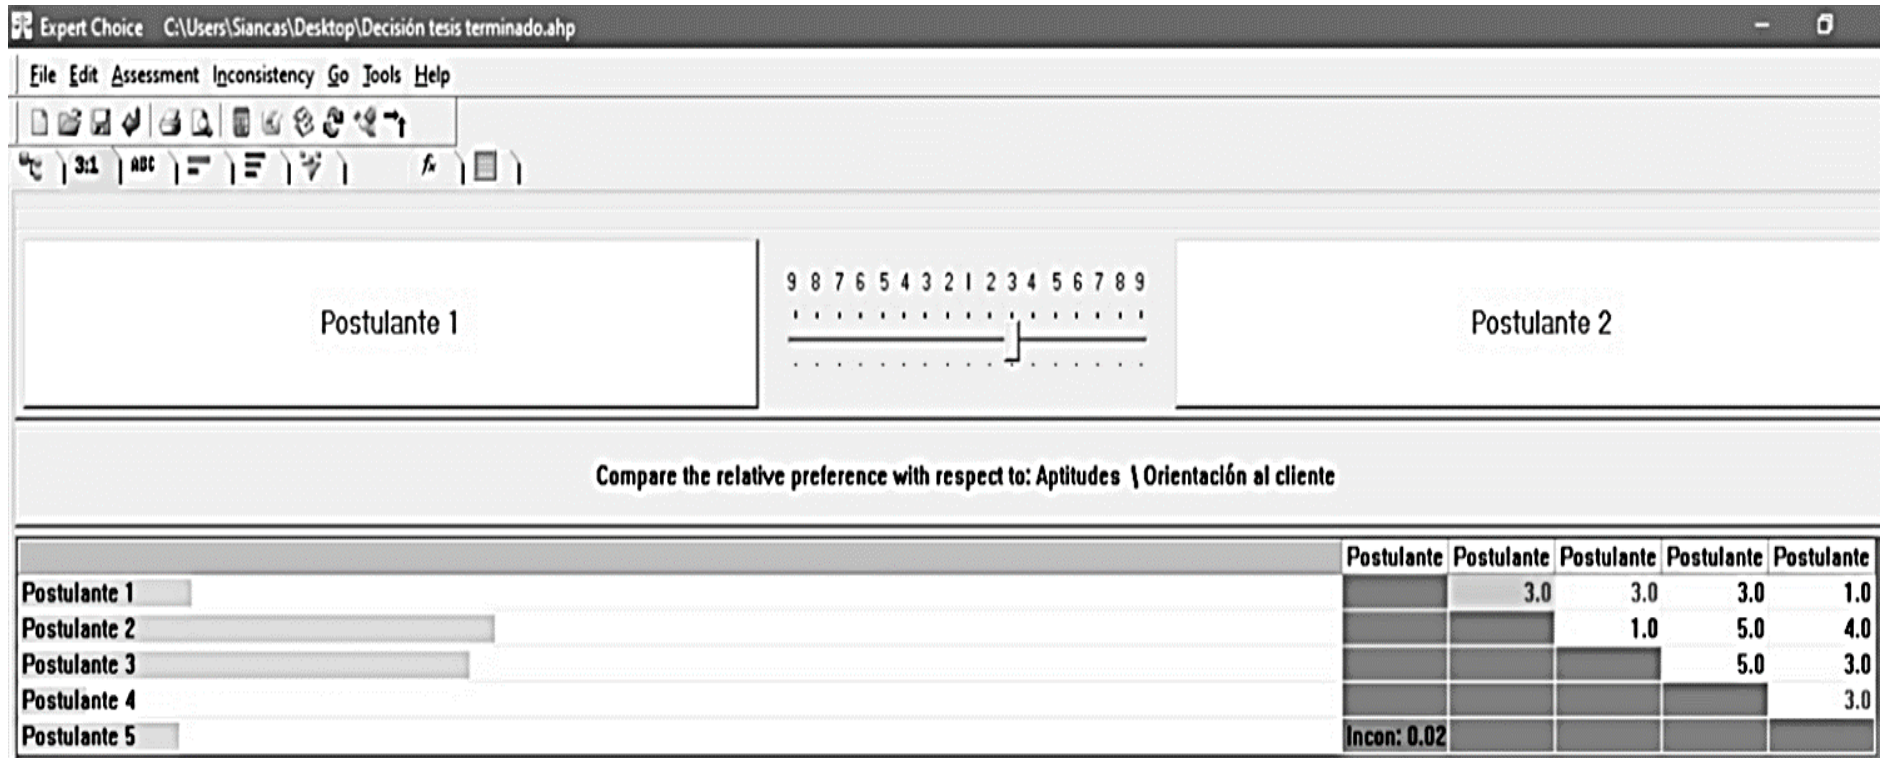 Expert Choice C:\Users\Siancas\Desktop\Decisión tesis terminado.ahp
File Edit Assessment Inconsistency Go Tools Help
3:1 ABC fx
9 8 7 6 5 4 3 2 1 2 3 4 5 6 7 8 9
Postulante 1 Postulante 2
Compare the relative preference with respect to: Aptitudes \ Orientación al cliente
Postulante Postulante Postulante Postulante Postulante
Postulante 1 3.0 3.0 3.0 1.0
Postulante 2 1.0 5.0 4.0
Postulante 3 5.0 3.0
Postulante 4 3.0
Postulante 5 Incon: 0.02